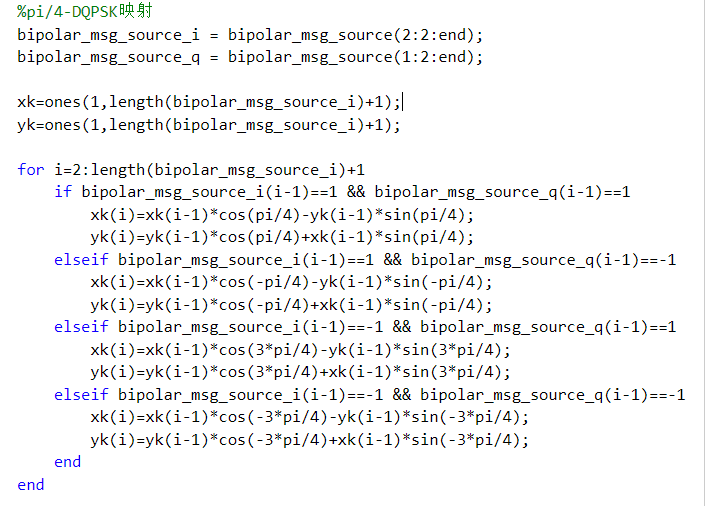 %pi/4-DQPSK映射
bipolar_msg_source_i = bipolar_msg_source(2:2:end);
bipolar_msg_source_q = bipolar_msg_source(1:2:end);

xk=ones(1,length(bipolar_msg_source_i)+1);
yk=ones(1,length(bipolar_msg_source_i)+1);

for i=2:length(bipolar_msg_source_i)+1
    if bipolar_msg_source_i(i-1)==1 && bipolar_msg_source_q(i-1)==1
        xk(i)=xk(i-1)*cos(pi/4)-yk(i-1)*sin(pi/4);
        yk(i)=yk(i-1)*cos(pi/4)+xk(i-1)*sin(pi/4);
    elseif bipolar_msg_source_i(i-1)==1 && bipolar_msg_source_q(i-1)==-1
        xk(i)=xk(i-1)*cos(-pi/4)-yk(i-1)*sin(-pi/4);
        yk(i)=yk(i-1)*cos(-pi/4)+xk(i-1)*sin(-pi/4);
    elseif bipolar_msg_source_i(i-1)==-1 && bipolar_msg_source_q(i-1)==1
        xk(i)=xk(i-1)*cos(3*pi/4)-yk(i-1)*sin(3*pi/4);
        yk(i)=yk(i-1)*cos(3*pi/4)+xk(i-1)*sin(3*pi/4);
    elseif bipolar_msg_source_i(i-1)==-1 && bipolar_msg_source_q(i-1)==-1
        xk(i)=xk(i-1)*cos(-3*pi/4)-yk(i-1)*sin(-3*pi/4);
        yk(i)=yk(i-1)*cos(-3*pi/4)+xk(i-1)*sin(-3*pi/4);
    end
end